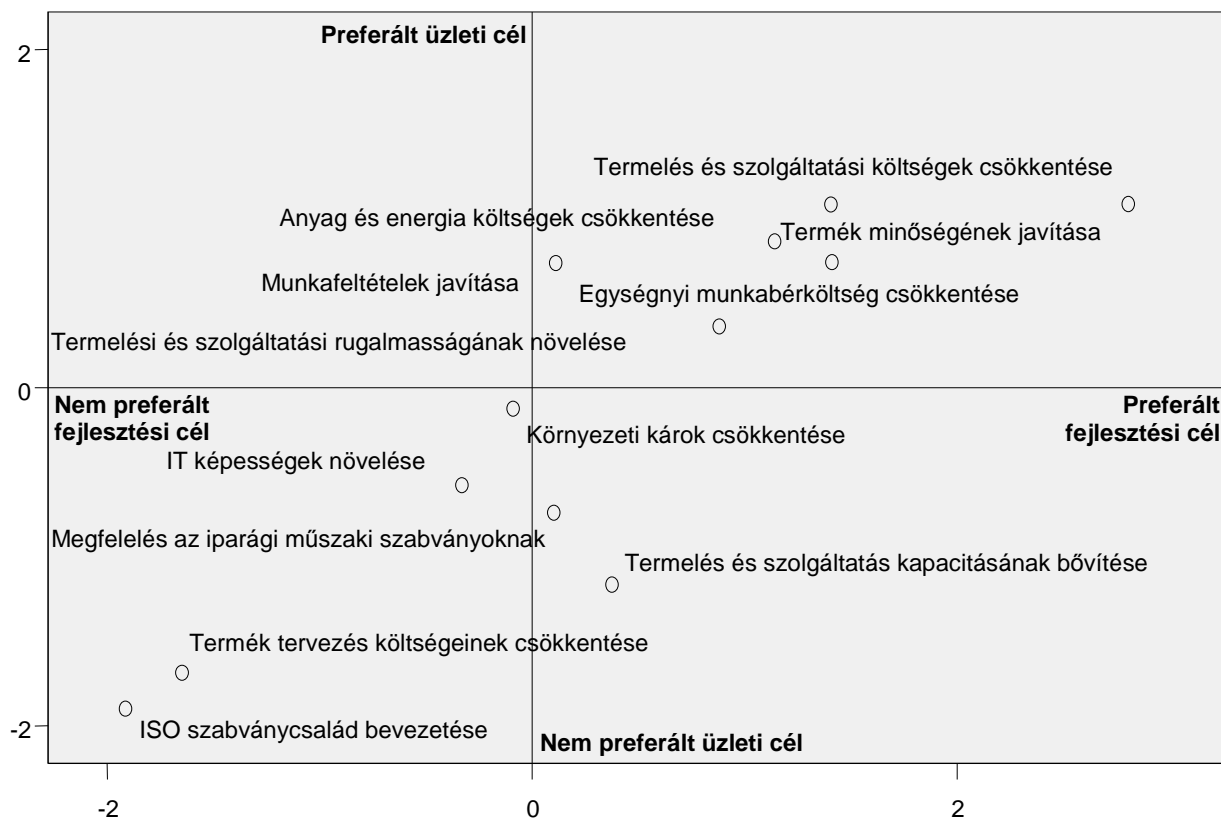 Preferált üzleti cél
2
Termelés és szolgáltatási költségek csökkentése
Anyag és energia költségek csökkentése
Termék minőségének javítása
Munkafeltételek javítása
Egységnyi munkabérköltség csökkentése
Termelési és szolgáltatási rugalmasságának növelése
0
Nem preferált
fejlesztési cél
Preferált
fejlesztési cél
Környezeti károk csökkentése
IT képességek növelése
Megfelelés az iparági műszaki szabványoknak
Termelés és szolgáltatás kapacitásának bővítése
Termék tervezés költségeinek csökkentése
-2
ISO szabványcsalád bevezetése
Nem preferált üzleti cél
-2
0
2